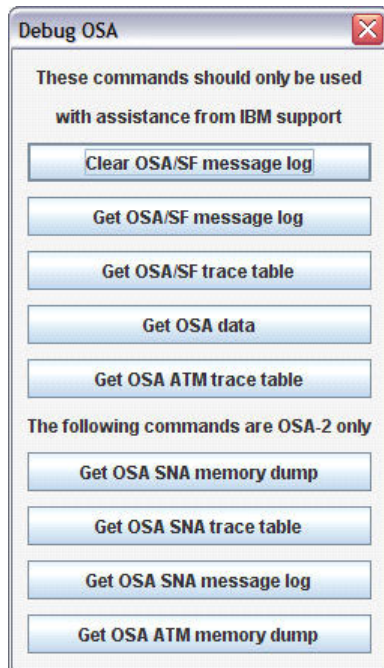 Debug OSA
These commands should only be used
with assistance from IBM support
Clear OSA/SF message log
Get OSA/SF message log
Get OSA/SF trace table
Get OSA data
Get OSA ATM trace table
The following commands are OSA-2 only
Get OSA SNA memory dump
Get OSA SNA trace table
Get OSA SNA message log
Get OSA ATM memory dump